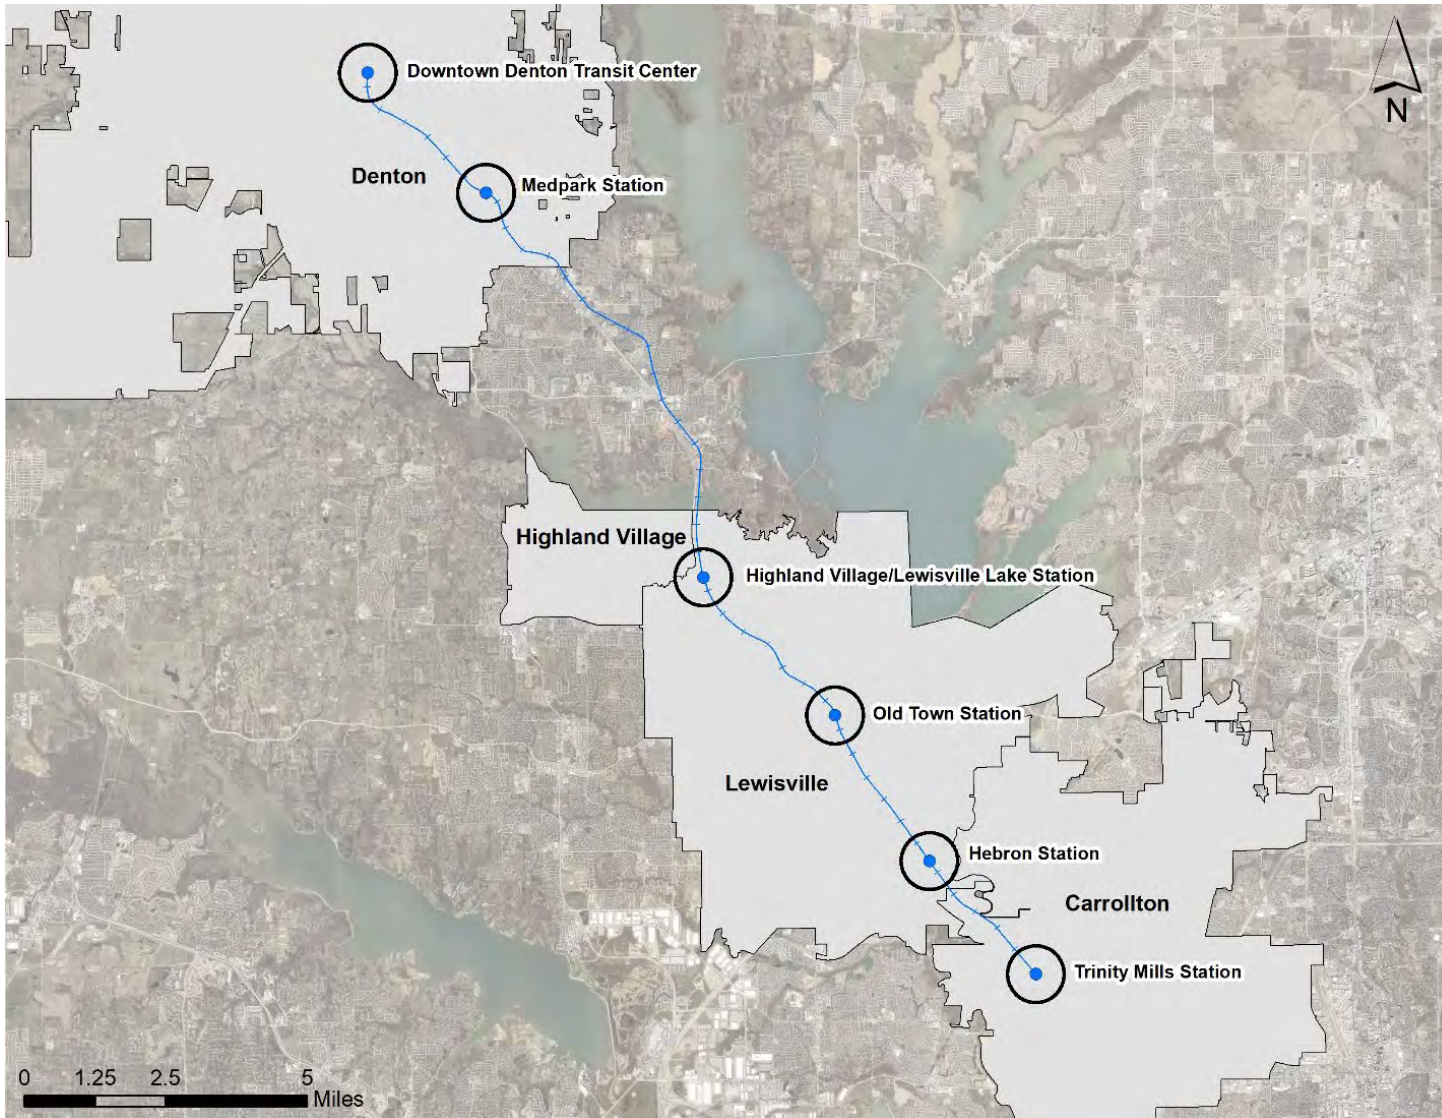 Downtown Denton Transit Center
N
Denton
Medpark Station
Highland Village
Highland Village/Lewisville Lake Station
Old Town Station
Lewisville
Hebron Station
Carrollton
Trinity Mills Station
0 1.25 2.5 5
Miles